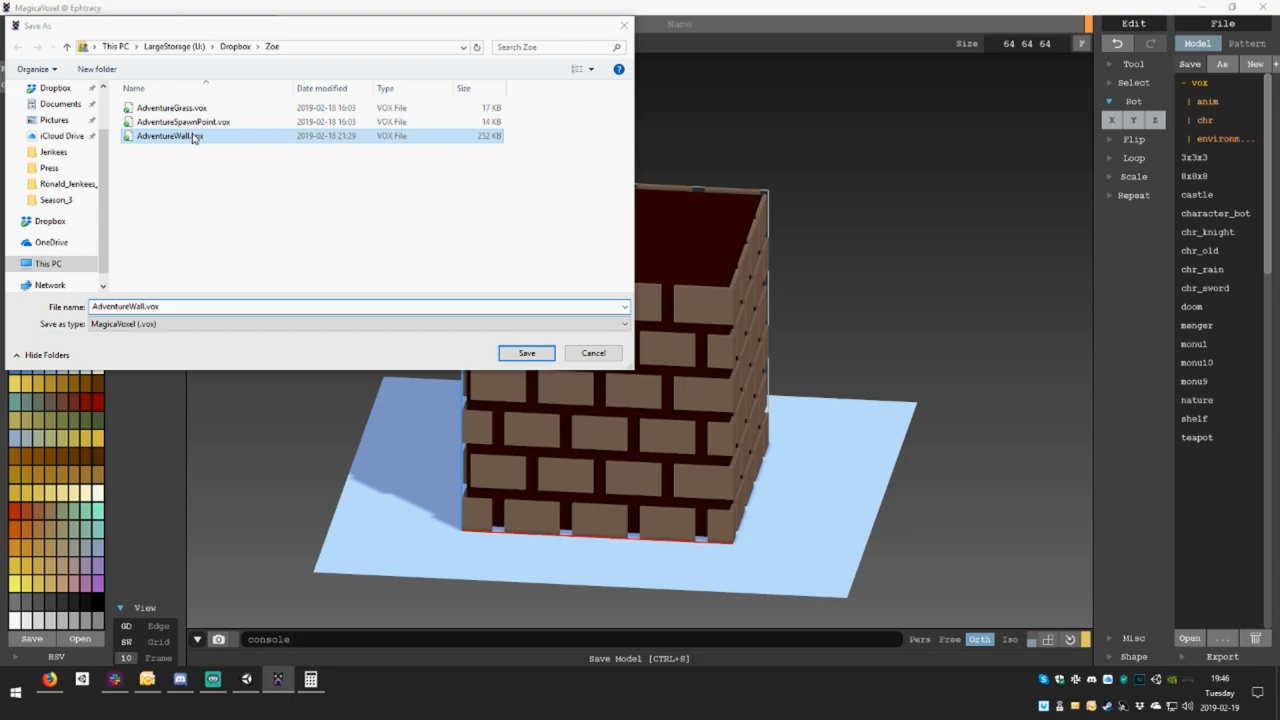 MagicaVoxel @ Ephtracy
Save As
This PC > LargeStorage (U:) > Dropbox > Zoe
Search Zoe
Organize
New folder
Name
Date modified
Type
Size
Dropbox
Documents
Pictures
iCloud Drive
Jenkees
Press
Ronald_Jenkees_
Season_3
Dropbox
OneDrive
This PC
Network
AdventureGrass.vox 2019-02-18 16:03 VOX File 17 KB
AdventureSpawnPoint.vox 2019-02-18 16:03 VOX File 14 KB
AdventureWall.vox 2019-02-18 21:29 VOX File 252 KB
File name: AdventureWall.vox
Save as type: MagicaVoxel (.vox)
Hide Folders
Save
Cancel
Name
Size 64 64 64 F
Edit
Tool
Select
Rot
X Y Z
Flip
Loop
Scale
Repeat
File
Model Pattern
Save As New +
- vox
| anim
| chr
| environm...
3x3x3
8x8x8
castle
character_bot
chr_knight
chr_old
chr_rain
chr_sword
doom
menger
monu1
monu10
monu9
nature
shelf
teapot
View
GD Edge
SW Grid
10 Frame
Save Open
HSV
console
Pers Free Orth Iso
Save Model [CTRL+S]
Misc
Shape
Open ...
Export
19:46
Tuesday
2019-02-19